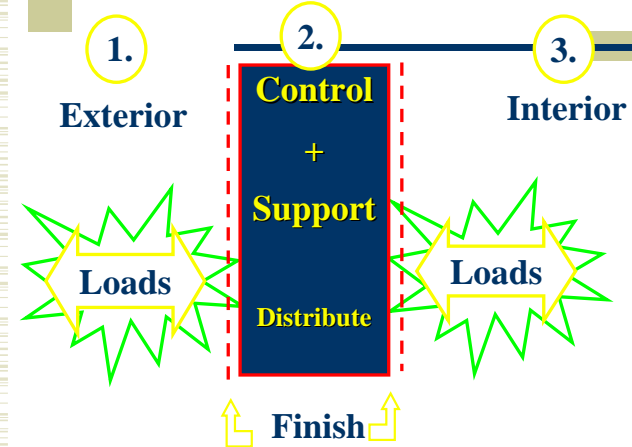 1.
2.
3.
Exterior
Control
+
Support
Distribute
Interior
Loads
Loads
Finish